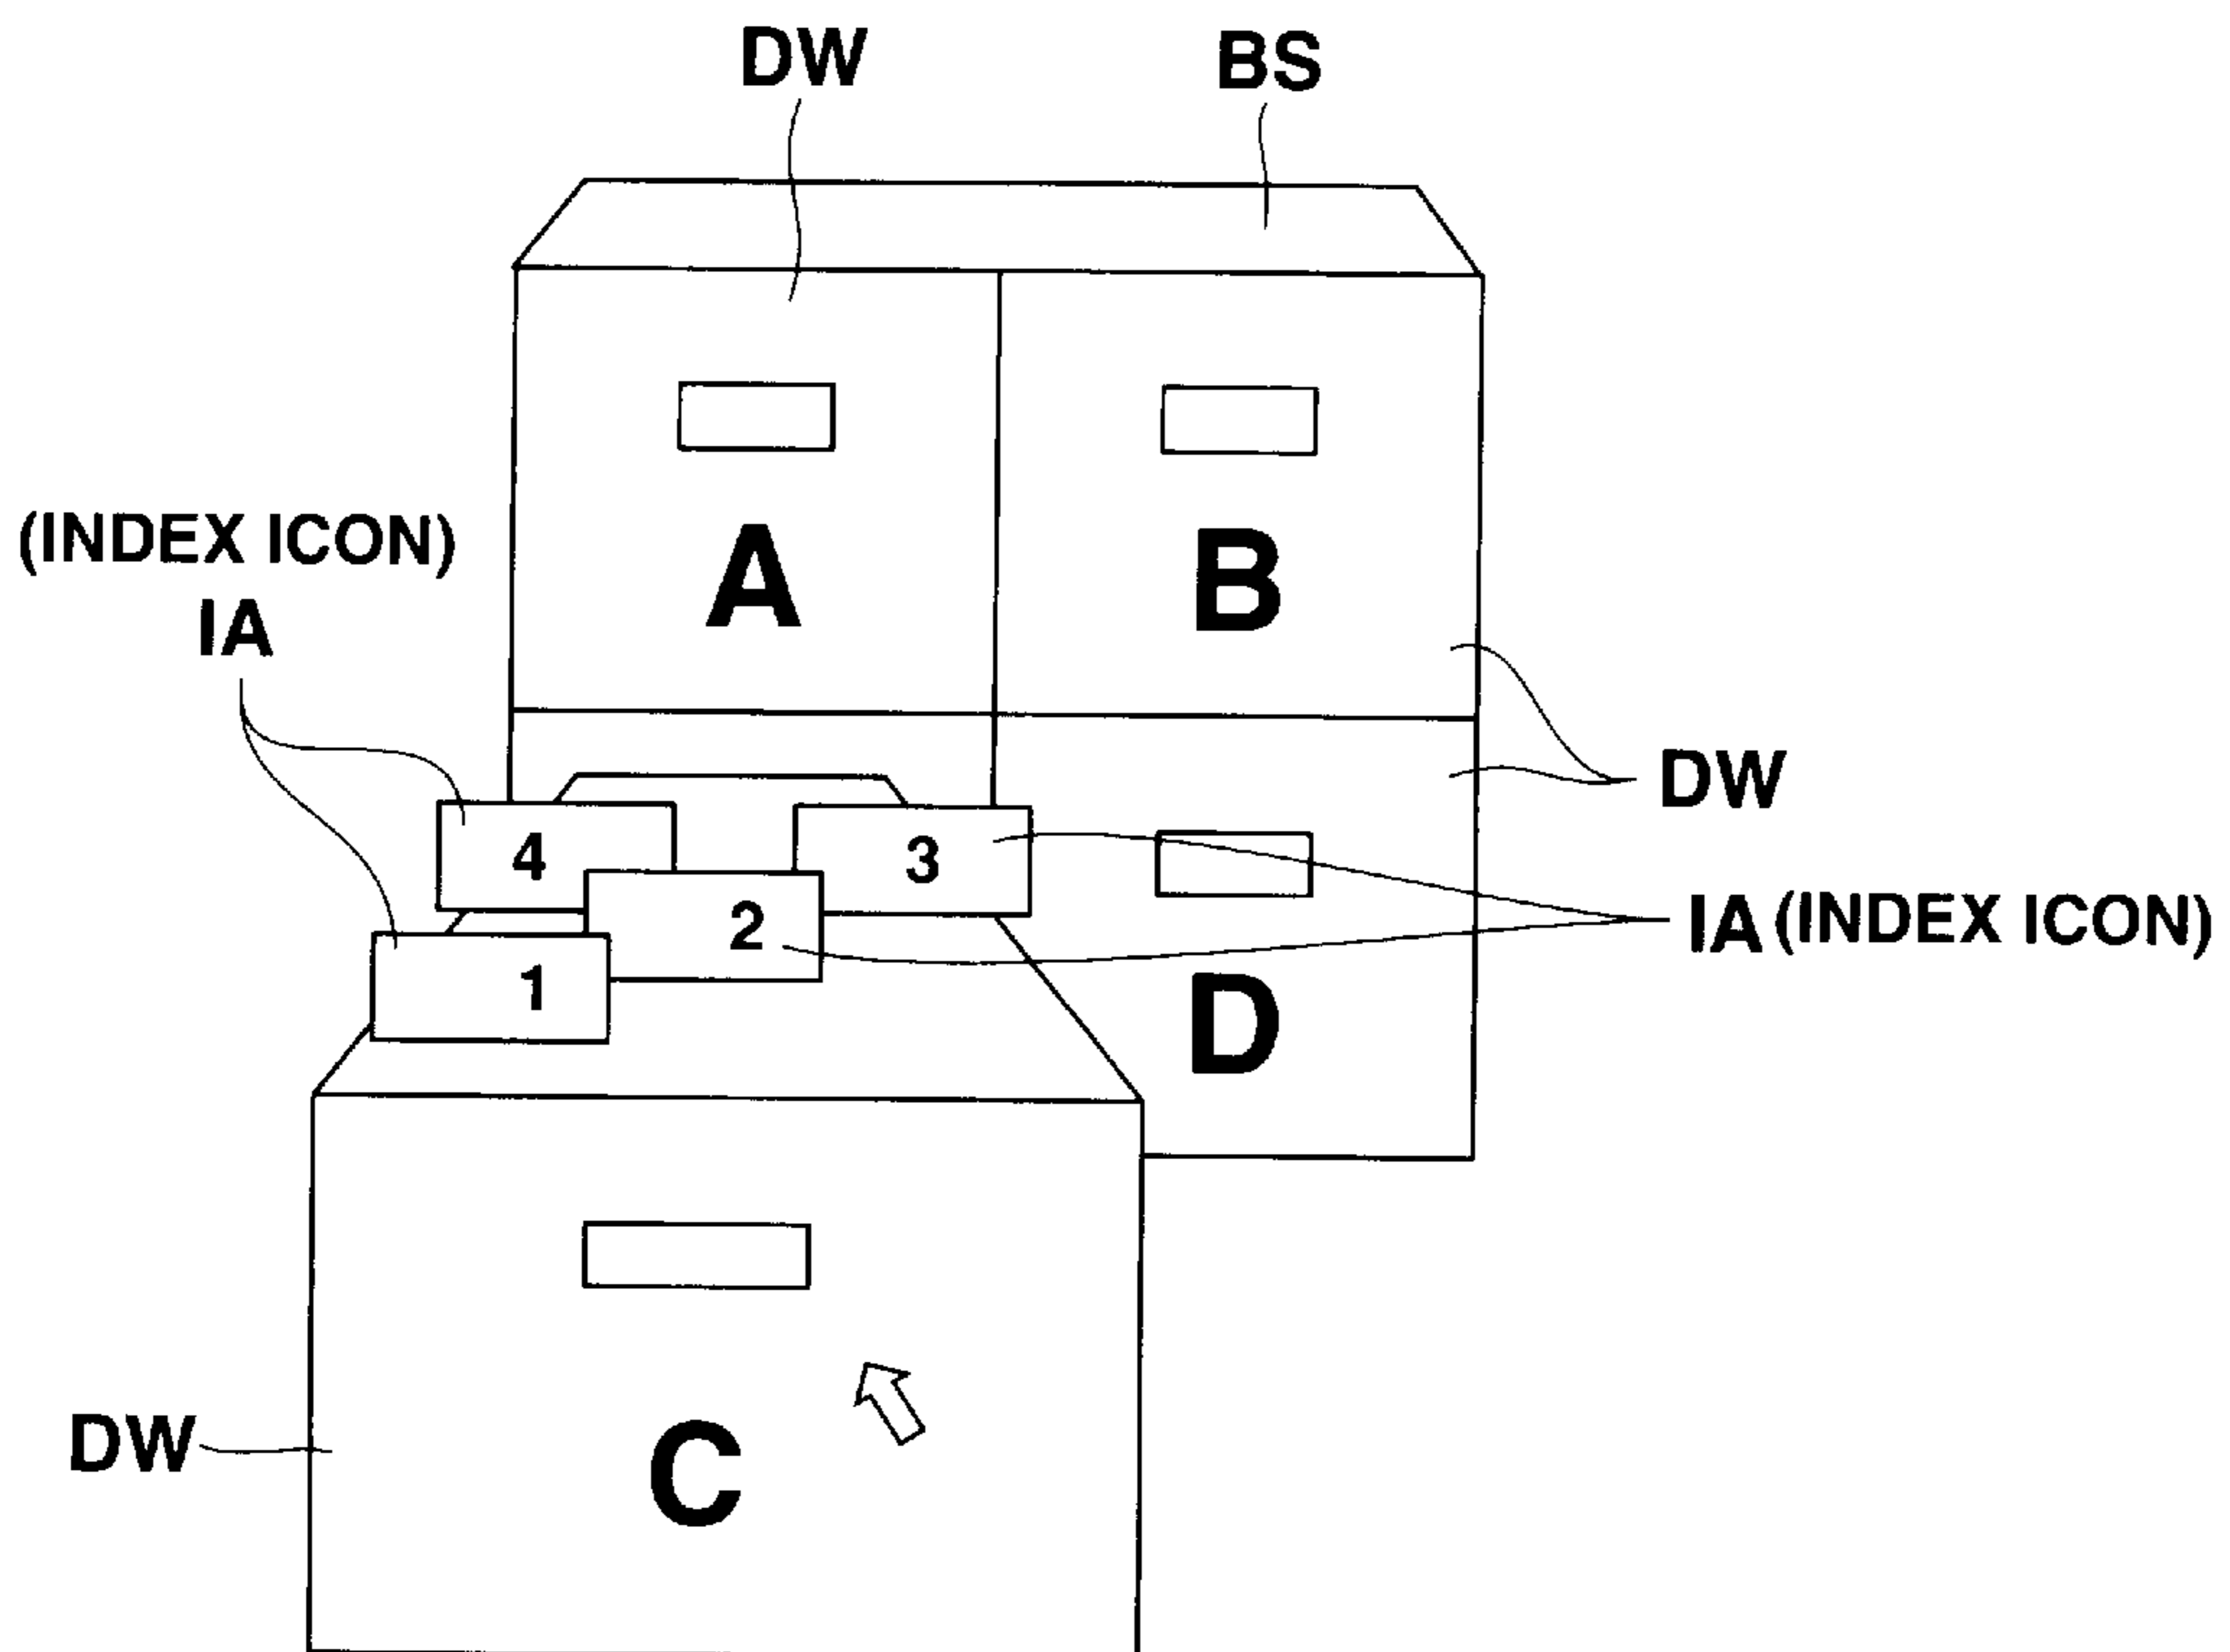 DW
BS
A
B
(INDEX ICON)
IA
DW
4
3
2
IA (INDEX ICON)
1
D
DW
C